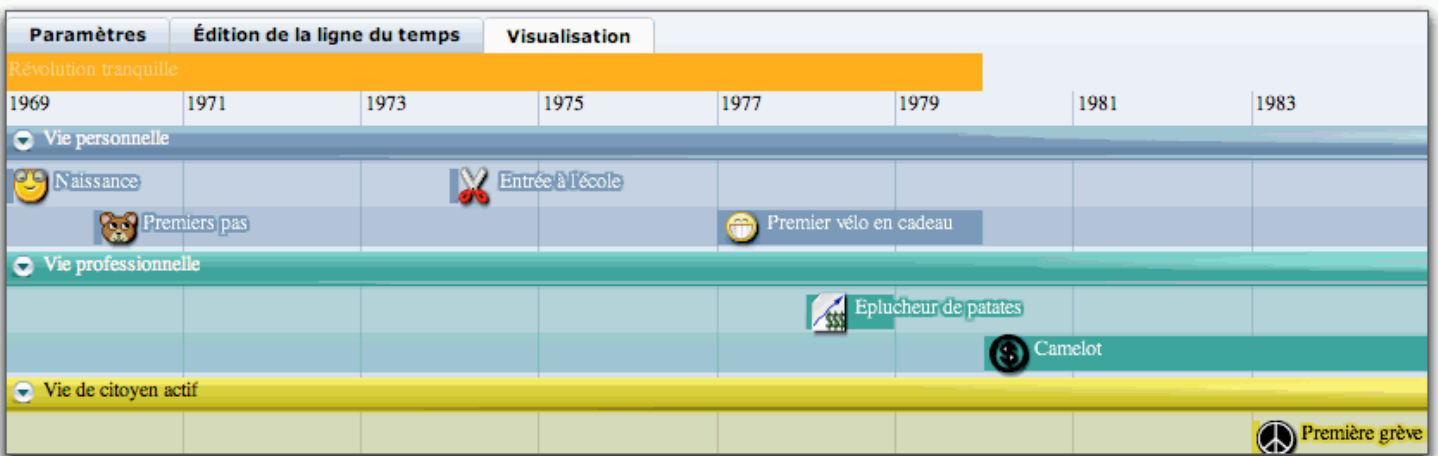 Paramètres Édition de la ligne du temps Visualisation
Révolution tranquille
1969 1971 1973 1975 1977 1979 1981 1983
Vie personnelle
Naissance Entrée à l'école
Premiers pas Premier vélo en cadeau
Vie professionnelle
$$$ Eplucheur de patates
$ Camelot
Vie de citoyen actif
Première grève